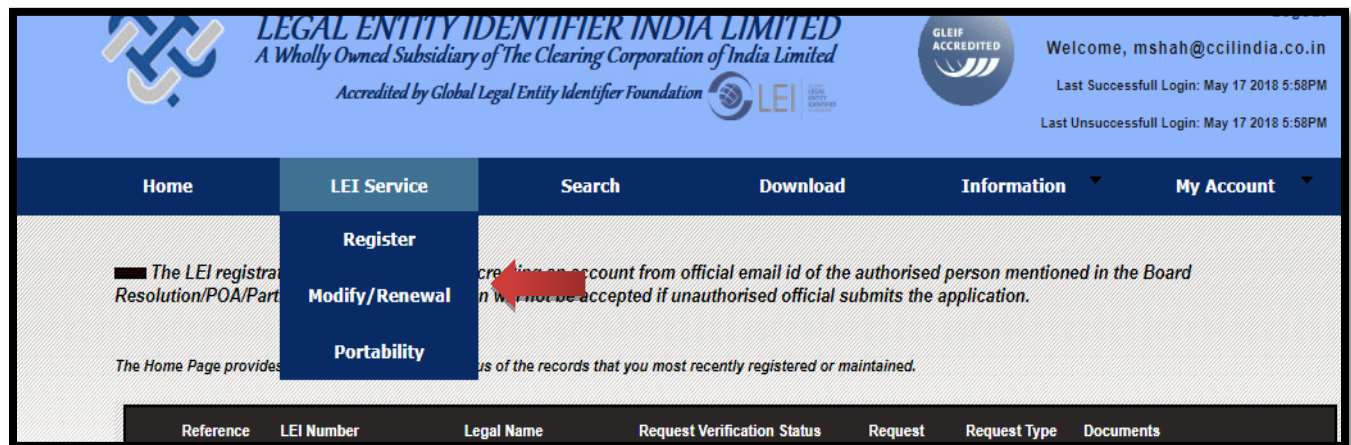 LEGAL ENTITY IDENTIFIER INDIA LIMITED
A Wholly Owned Subsidiary of The Clearing Corporation of India Limited
Accredited by Global Legal Entity Identifier Foundation
LEI
GLEIF
ACCREDITED
Welcome, mshah@ccilindia.co.in
Last Successfull Login: May 17 2018 5:58PM
Last Unsuccessfull Login: May 17 2018 5:58PM
Home LEI Service Search Download Information My Account
Register
Modify/Renewal
Portability
The LEI registrat creating an account from official email id of the authorised person mentioned in the Board
Resolution/POA/Part n will not be accepted if unauthorised official submits the application.
The Home Page provides us of the records that you most recently registered or maintained.
Reference LEI Number Legal Name Request Verification Status Request Request Type Documents